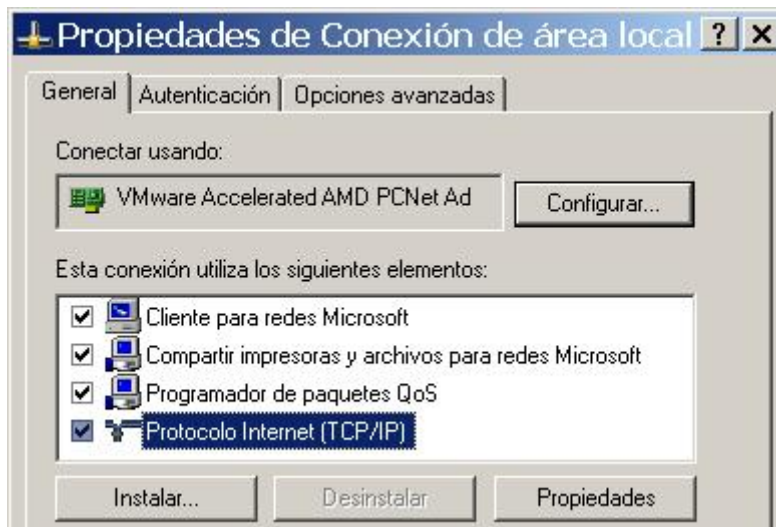 Propiedades de Conexión de área local
General Autenticación Opciones avanzadas
Conectar usando:
VMware Accelerated AMD PCNet Ad Configurar...
Esta conexión utiliza los siguientes elementos:
Cliente para redes Microsoft
Compartir impresoras y archivos para redes Microsoft
Programador de paquetes QoS
Protocolo Internet (TCP/IP)
Instalar... Desinstalar Propiedades